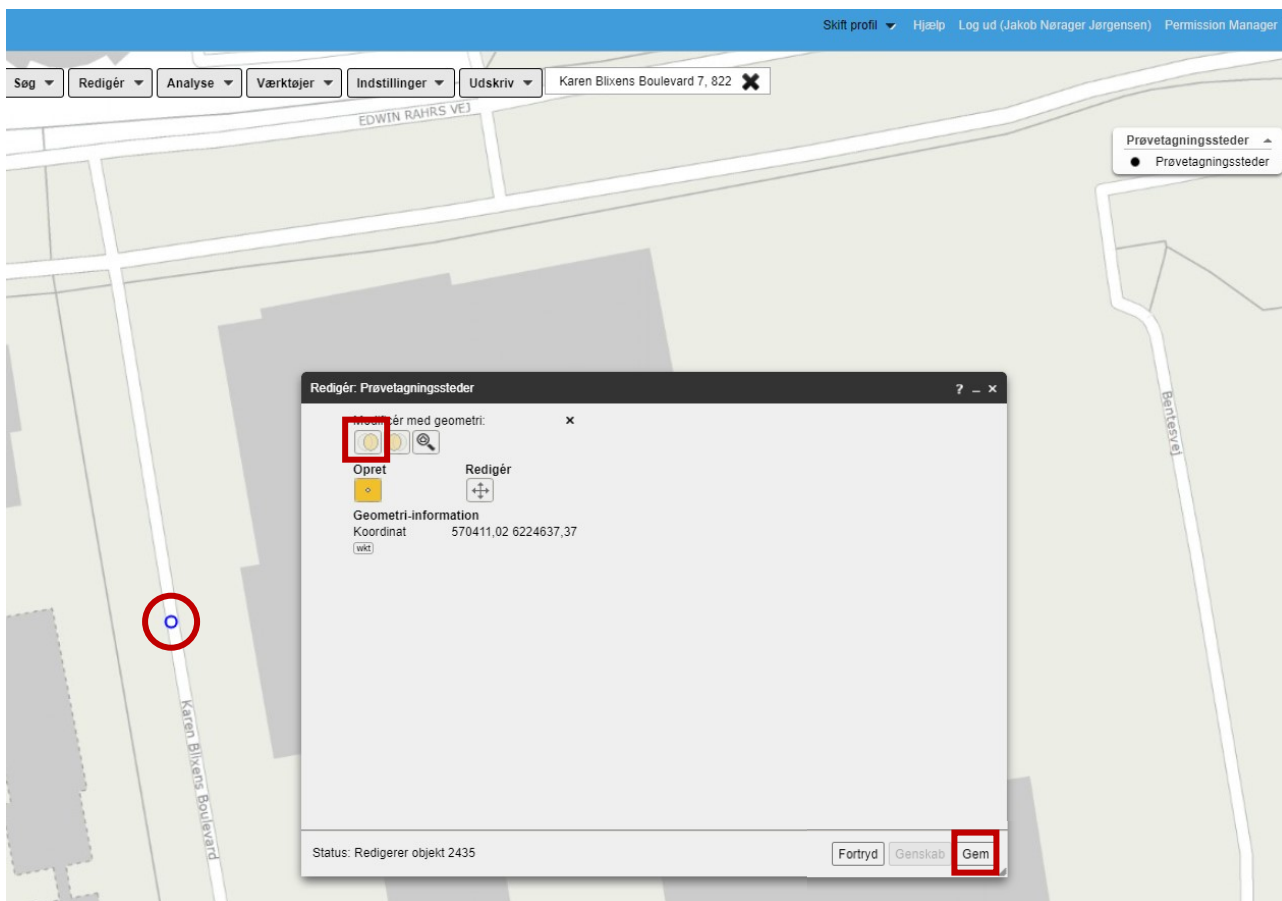 Skift profil Hjælp Log ud (Jakob Nørager Jørgensen) Permission Manager
Søg Redigér Analyse Værktøjer Indstillinger Udskriv Karen Blixens Boulevard 7, 822
EDWIN RAHRS VEJ
Prøvetagningssteder
Prøvetagningssteder
Redigér: Prøvetagningssteder ? – ×
Modificér med geometri: ×
Opret Redigér
Geometri-information
Koordinat 570411,02 6224637,37
wkt
Bentesvej
Karen Blixens Boulevard
Status: Redigerer objekt 2435 Fortryd Genskab Gem